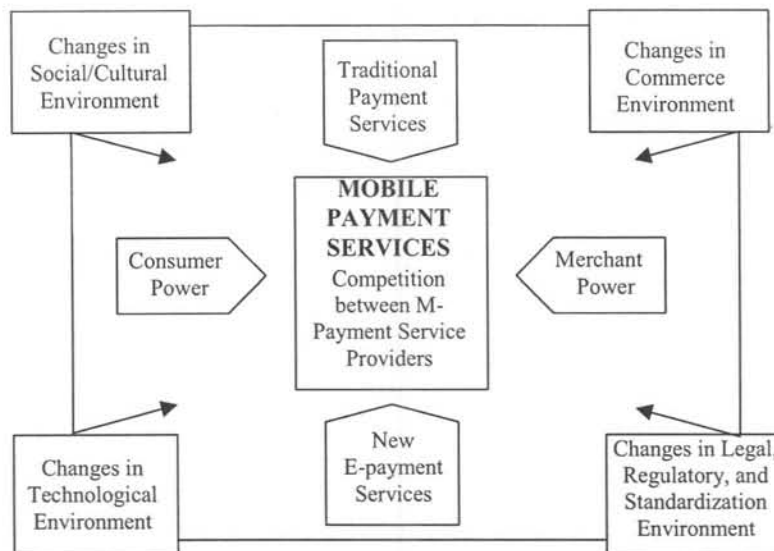 Changes in
Social/Cultural
Environment
Traditional
Payment
Services
Changes in
Commerce
Environment
Consumer
Power
MOBILE
PAYMENT
SERVICES
Competition
between M-
Payment Service
Providers
Merchant
Power
Changes in
Technological
Environment
New
E-payment
Services
Changes in Legal,
Regulatory, and
Standardization
Environment